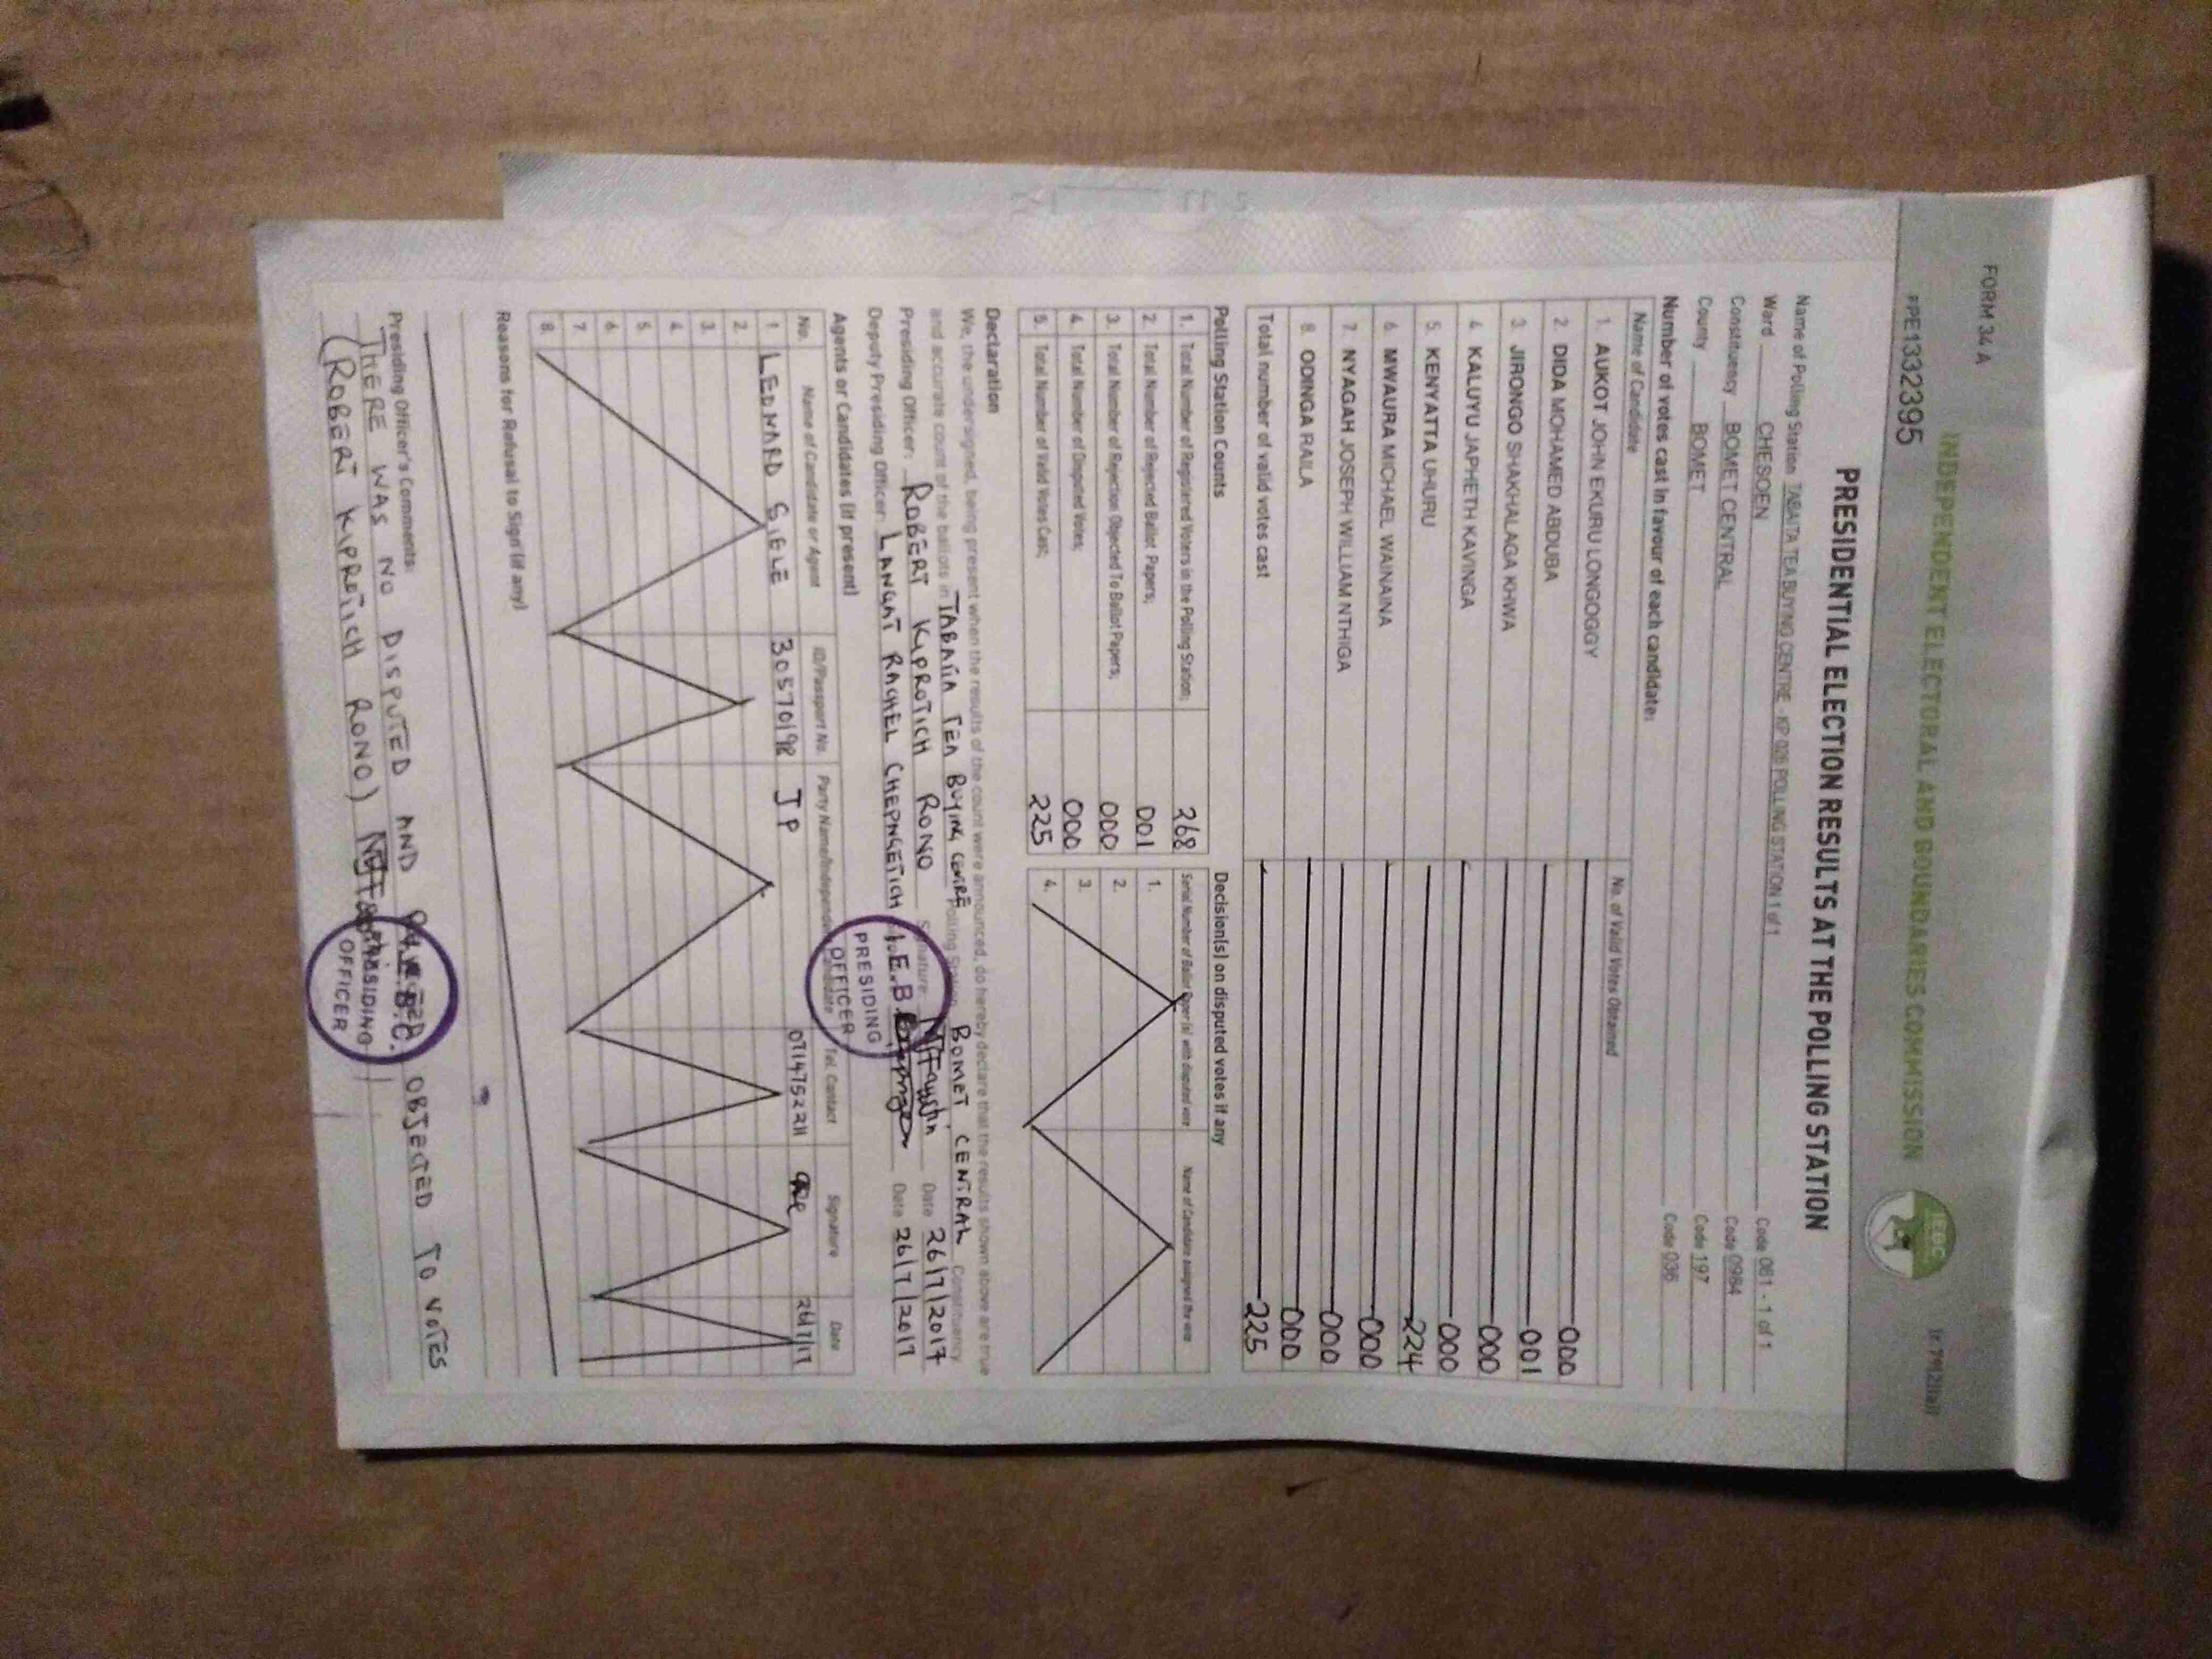 FORM 34 A
INDEPENDENT ELECTORAL AND BOUNDARIES COMMISSION
PPE1332395
IEBC
PRESIDENTIAL ELECTION RESULTS AT THE POLLING STATION
Name of Polling Station TABAITA TEA BUYING CENTRE - KP 026 POLLING STATION 1 of 1 Code 061 - 1 of 1
Ward CHESOEN Code 0984
Constituency BOMET CENTRAL Code 197
County BOMET Code 036
Number of votes cast in favour of each candidate:
Name of Candidate No. of Valid Votes Obtained
1. AUKOT JOHN EKURU LONGOGGY 000
2. DIDA MOHAMED ABDUBA 001
3. JIRONGO SHAKHALAGA KHWA 000
4. KALUYU JAPHETH KAVINGA 000
5. KENYATTA UHURU 224
6. MWAURA MICHAEL WAINAINA 000
7. NYAGAH JOSEPH WILLIAM NTHIGA 000
8. ODINGA RAILA 000
Total number of valid votes cast 225
Polling Station Counts
1. Total Number of Registered Voters in the Polling Station; 268
2. Total Number of Rejected Ballot Papers; 001
3. Total Number of Rejection Objected To Ballot Papers; 000
4. Total Number of Disputed Votes; 000
5. Total Number of Valid Votes Cast; 225
Decision(s) on disputed votes if any
Serial Number of Ballot Paper (s) with disputed vote Name of Candidate assigned the vote
1.
2.
3.
4.
Declaration
We, the undersigned, being present when the results of the count were announced, do hereby declare that the results shown above are true
and accurate count of the ballots in TABAITA TEA BUYING CENTRE Polling Station BOMET CENTRAL Constituency
Presiding Officer: ROBERT KIPROTICH RONO Signature: Date 26/7/2017
Deputy Presiding Officer: LANGAT RACHEL CHEPNGETICH Date 26/7/2017
I.E.B.
PRESIDING
OFFICER
Agents or Candidates (if present)
No. Name of Candidate or Agent ID/Passport No. Party Name/Independent Candidate Tel. Contact Signature Date
1 LEONARD SIELE 30570198 JP 0714752211 26/7/17
2.
3.
4.
5.
6.
7.
8.
Reasons for Refusal to Sign (if any)
Presiding Officer's Comments:
THERE WAS NO DISPUTED AND OBJECTED TO VOTES
(ROBERT KIPROTICH RONO)
I.E.B.C.
PRESIDING
OFFICER